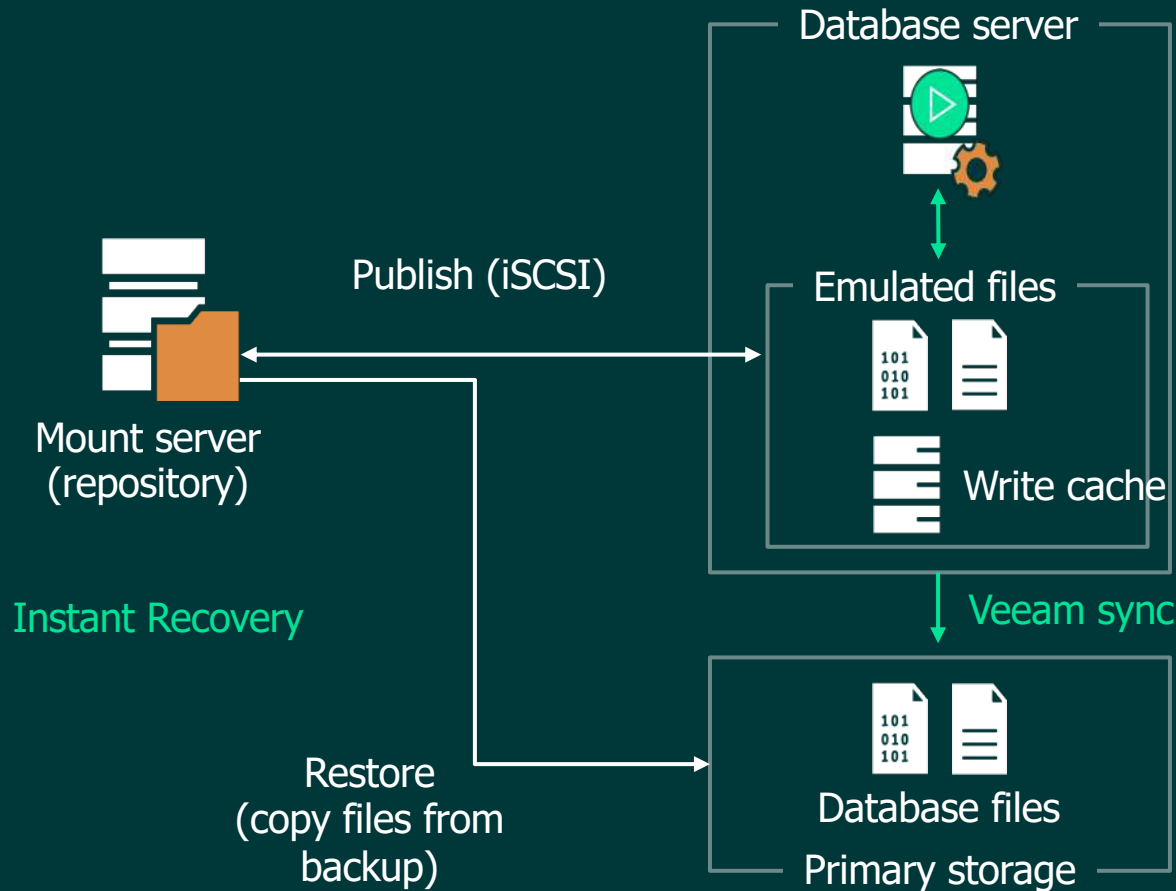 Database server
Publish (iSCSI)
Emulated files
101
010
101
Mount server
(repository)
Write cache
Instant Recovery
Veeam sync
101
010
101
Restore
(copy files from
backup)
Database files
Primary storage